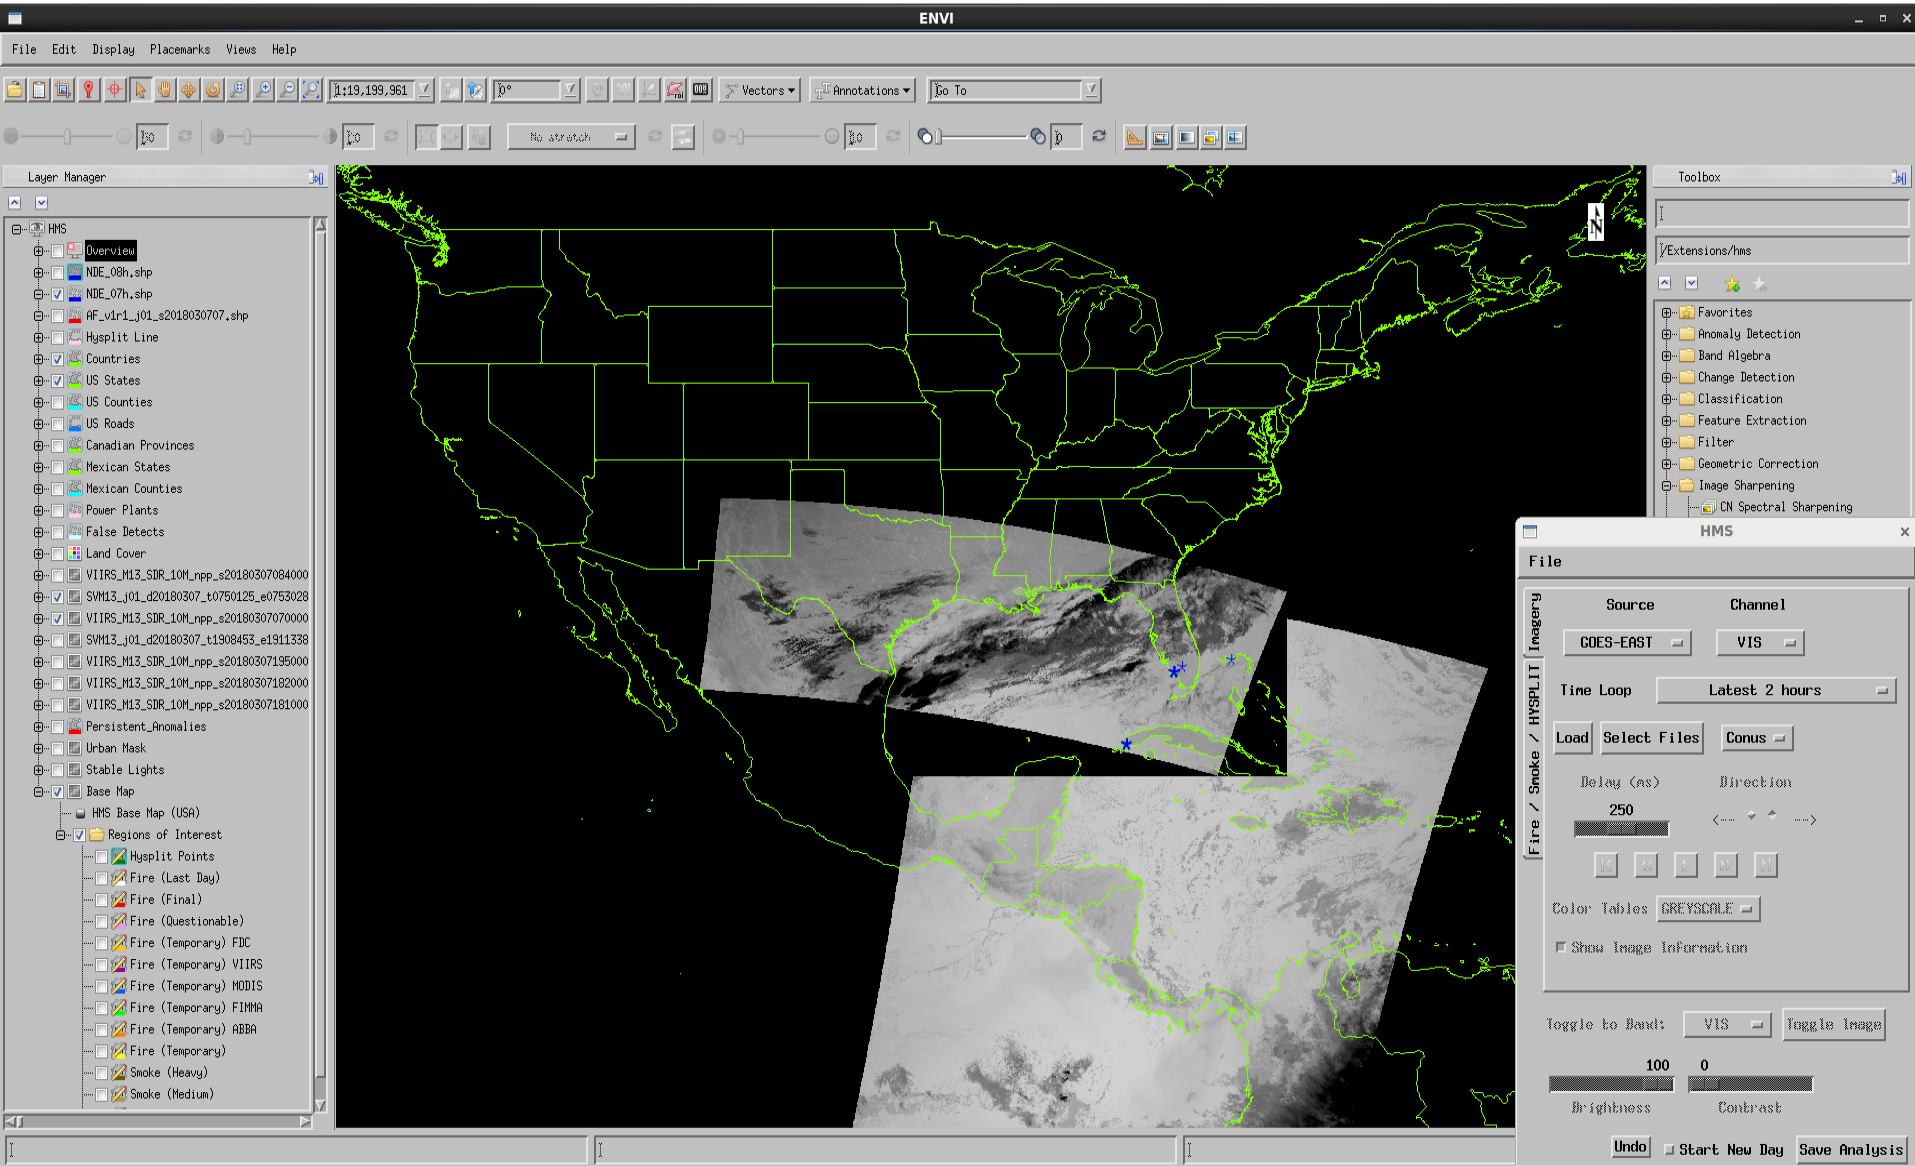 ENVI
File Edit Display Placemarks Views Help
1:19,199,961 0° Vectors Annotations Go To
50 No stretch 10 0
Layer Manager
HMS
Overview
NDE_08h.shp
NDE_07h.shp
AF_v1r1_j01_s2018030707.shp
Hysplit Line
Countries
US States
US Counties
US Roads
Canadian Provinces
Mexican States
Mexican Counties
Power Plants
False Detects
Land Cover
VIIRS_M13_SDR_10M_npp_s20180307084000
SVM13_j01_d20180307_t0750125_e0753028
VIIRS_M13_SDR_10M_npp_s20180307070000
SVM13_j01_d20180307_t1908453_e1911338
VIIRS_M13_SDR_10M_npp_s20180307195000
VIIRS_M13_SDR_10M_npp_s20180307182000
VIIRS_M13_SDR_10M_npp_s20180307181000
Persistent_Anomalies
Urban Mask
Stable Lights
Base Map
HMS Base Map (USA)
Regions of Interest
Hysplit Points
Fire (Last Day)
Fire (Final)
Fire (Questionable)
Fire (Temporary) FDC
Fire (Temporary) VIIRS
Fire (Temporary) MODIS
Fire (Temporary) FIMMA
Fire (Temporary) ABBA
Fire (Temporary)
Smoke (Heavy)
Smoke (Medium)
N
Toolbox
/Extensions/hms
Favorites
Anomaly Detection
Band Algebra
Change Detection
Classification
Feature Extraction
Filter
Geometric Correction
Image Sharpening
CN Spectral Sharpening
HMS
File
Imagery
Fire / Smoke / HYSPLIT
Source Channel
GOES-EAST VIS
Time Loop Latest 2 hours
Load Select Files Conus
Delay (ms) Direction
250
<--- --->
Color Tables GREYSCALE
Show Image Information
Toggle to Band: VIS Toggle Image
100 0
Brightness Contrast
Undo Start New Day Save Analysis